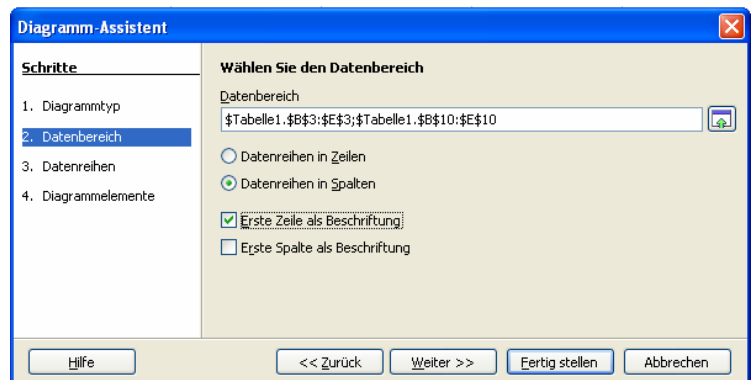 Diagramm-Assistent
Schritte
1. Diagrammtyp
2. Datenbereich
3. Datenreihen
4. Diagrammelemente
Wählen Sie den Datenbereich
Datenbereich
$Tabelle1.$B$3:$E$3;$Tabelle1.$B$10:$E$10
Datenreihen in Zeilen
Datenreihen in Spalten
Erste Zeile als Beschriftung
Erste Spalte als Beschriftung
Hilfe
<< Zurück
Weiter >>
Fertig stellen
Abbrechen